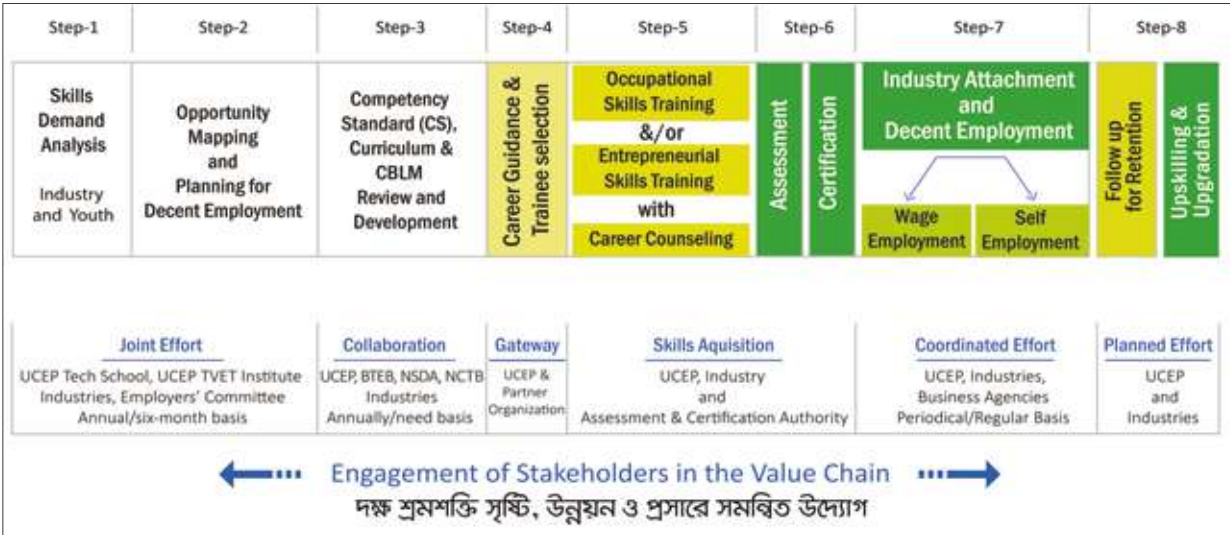 Step-1
Step-2
Step-3
Step-4
Step-5
Step-6
Step-7
Step-8
Skills
Demand
Analysis
Industry
and Youth
Opportunity
Mapping
and
Planning for
Decent Employment
Competency
Standard (CS),
Curriculum &
CBLM
Review and
Development
Career Guidance &
Trainee selection
Occupational
Skills Training
&/or
Entrepreneurial
Skills Training
with
Career Counseling
Assessment
Certification
Industry Attachment
and
Decent Employment
Wage
Employment
Self
Employment
Follow up
for Retention
Upskilling &
Upgradation
Joint Effort
UCEP Tech School, UCEP TVET Institute
Industries, Employers' Committee
Annual/six-month basis
Collaboration
UCEP, BTEB, NSDA, NCTB
Industries
Annually/need basis
Gateway
UCEP &
Partner
Organization
Skills Aquisition
UCEP, Industry
and
Assessment & Certification Authority
Coordinated Effort
UCEP, Industries,
Business Agencies
Periodical/Regular Basis
Planned Effort
UCEP
and
Industries
Engagement of Stakeholders in the Value Chain
দক্ষ শ্রমশক্তি সৃষ্টি, উন্নয়ন ও প্রসারে সমন্বিত উদ্যোগ